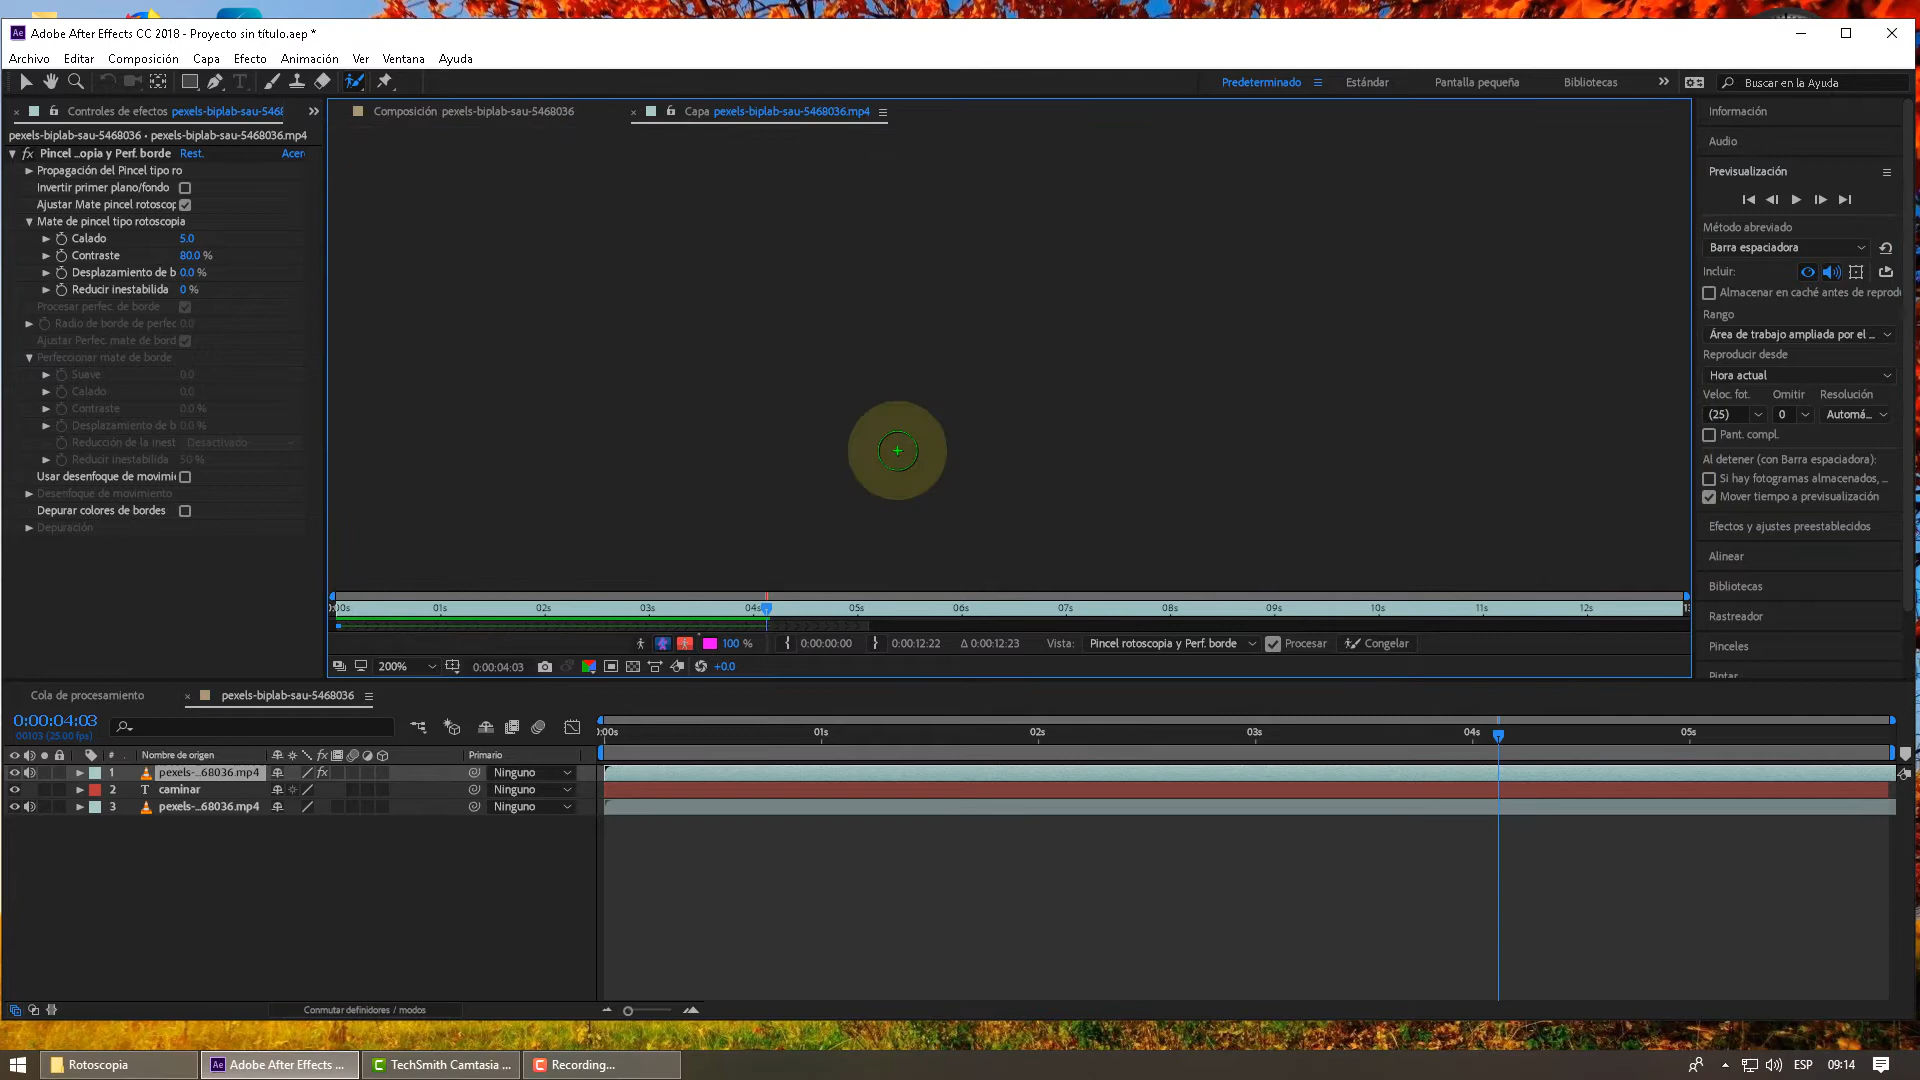 Adobe After Effects CC 2018 - Proyecto sin título.aep *
Archivo Editar Composición Capa Efecto Animación Ver Ventana Ayuda
Predeterminado Estándar Pantalla pequeña Bibliotecas Buscar en la Ayuda
Controles de efectos pexels-biplab-sau-5468
Composición pexels-biplab-sau-5468036
Capa pexels-biplab-sau-5468036.mp4
pexels-biplab-sau-5468036 • pexels-biplab-sau-5468036.mp4
fx Pincel ...opia y Perf. borde Rest. Acer
Propagación del Pincel tipo ro
Invertir primer plano/fondo
Ajustar Mate pincel rotoscop
Mate de pincel tipo rotoscopia
Calado 5.0
Contraste 80.0 %
Desplazamiento de b 0.0 %
Reducir inestabilida 0 %
Procesar perfec. de borde
Radio de borde de perfec 0.0
Ajustar Perfec. mate de bord
Perfeccionar mate de borde
Suave 0.0
Calado 0.0
Contraste 0.0 %
Desplazamiento de b 0.0 %
Reducción de la inest Desactivado
Reducir inestabilida 50 %
Usar desenfoque de movimi
Desenfoque de movimiento
Depurar colores de bordes
Depuración
Información
Audio
Previsualización
Método abreviado
Barra espaciadora
Incluir:
Almacenar en caché antes de reprod
Rango
Área de trabajo ampliada por el ...
Reproducir desde
Hora actual
Veloc. fot. Omitir Resolución
(25) 0 Automá...
Pant. compl.
Al detener (con Barra espaciadora):
Si hay fotogramas almacenados, ...
Mover tiempo a previsualización
Efectos y ajustes preestablecidos
Alinear
Bibliotecas
Rastreador
Pinceles
Pintar
:00s 01s 02s 03s 04s 05s 06s 07s 08s 09s 10s 11s 12s
100 % 0:00:00:00 0:00:12:22 Δ 0:00:12:23 Vista: Pincel rotoscopia y Perf. borde Procesar Congelar
200% 0:00:04:03 +0.0
Cola de procesamiento pexels-biplab-sau-5468036
0:00:04:03
00103 (25.00 fps)
:00s 01s 02s 03s 04s 05s
# Nombre de origen fx Primario
1 pexels-...68036.mp4 fx Ninguno
2 T caminar Ninguno
3 pexels-...68036.mp4 Ninguno
Conmutar definidores / modos
Rotoscopia
Ae Adobe After Effects ...
C TechSmith Camtasia ...
C Recording...
ESP 09:14